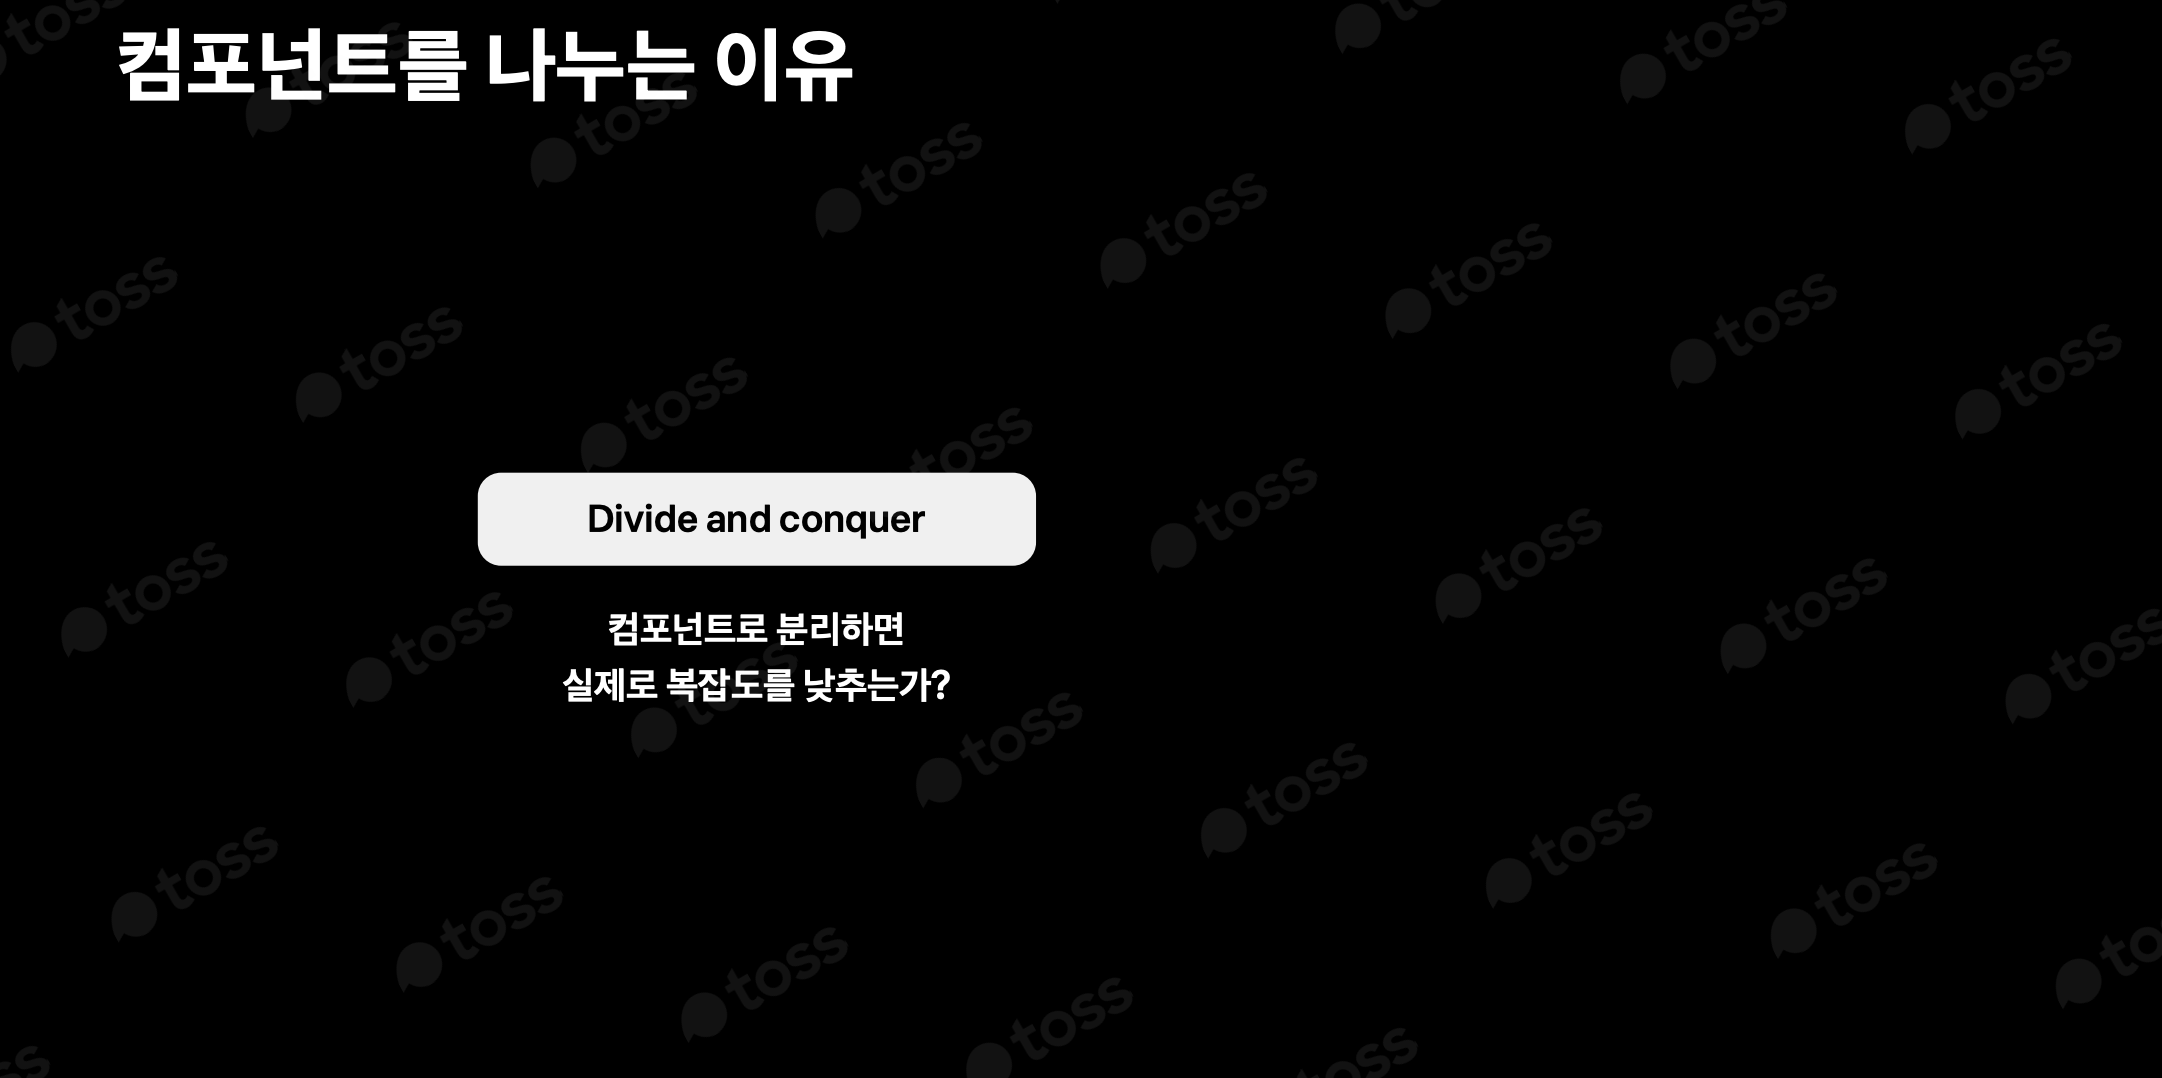 컴포넌트를 나누는 이유
Divide and conquer
컴포넌트로 분리하면
실제로 복잡도를 낮추는가?
toss